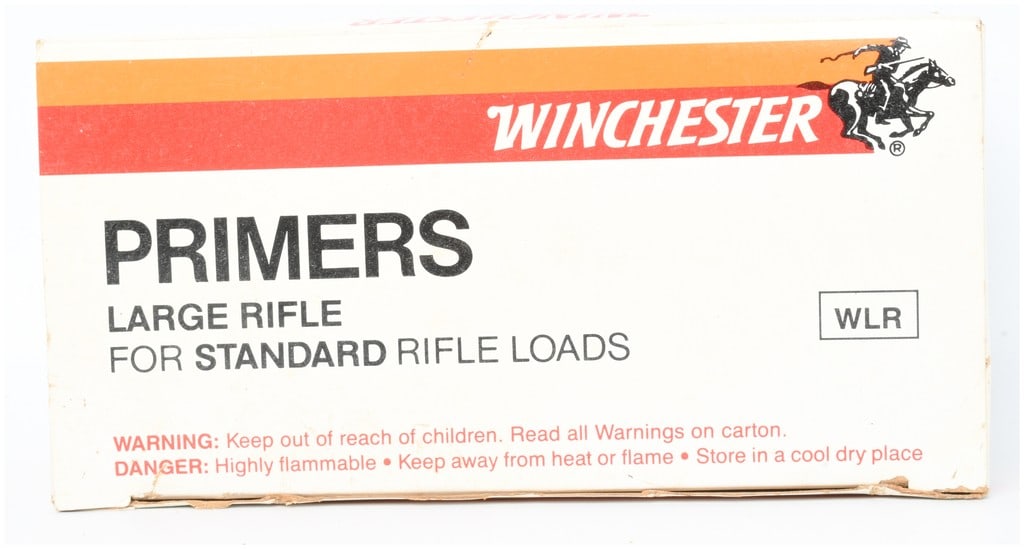 WINCHESTER
®
PRIMERS
LARGE RIFLE
FOR STANDARD RIFLE LOADS
WLR
WARNING: Keep out of reach of children. Read all Warnings on carton.
DANGER: Highly flammable • Keep away from heat or flame • Store in a cool dry place